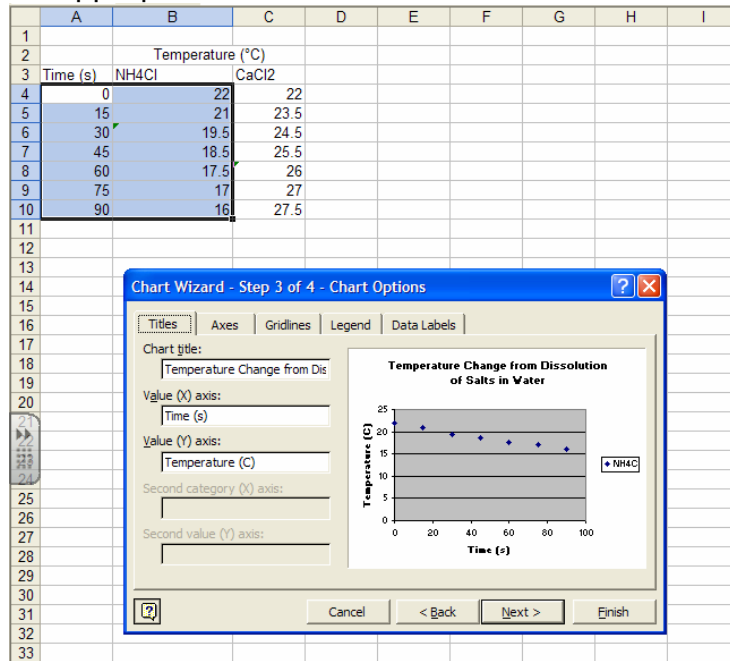 A B C D E F G H I
1
2 Temperature (°C)
3 Time (s) NH4Cl CaCl2
4 0 22 22
5 15 21 23.5
6 30 19.5 24.5
7 45 18.5 25.5
8 60 17.5 26
9 75 17 27
10 90 16 27.5
11
12
13
14
15
16
17
18
19
20
21
22
24
25
26
27
28
29
30
31
32
33
Chart Wizard - Step 3 of 4 - Chart Options
Titles Axes Gridlines Legend Data Labels
Chart title:
Temperature Change from Dis
Value (X) axis:
Time (s)
Value (Y) axis:
Temperature (C)
Second category (X) axis:
Second value (Y) axis:
Temperature Change from Dissolution
of Salts in Water
Temperature (C)
25
20
15
10
5
0
0 20 40 60 80 100
Time (s)
NH4C
Cancel < Back Next > Finish